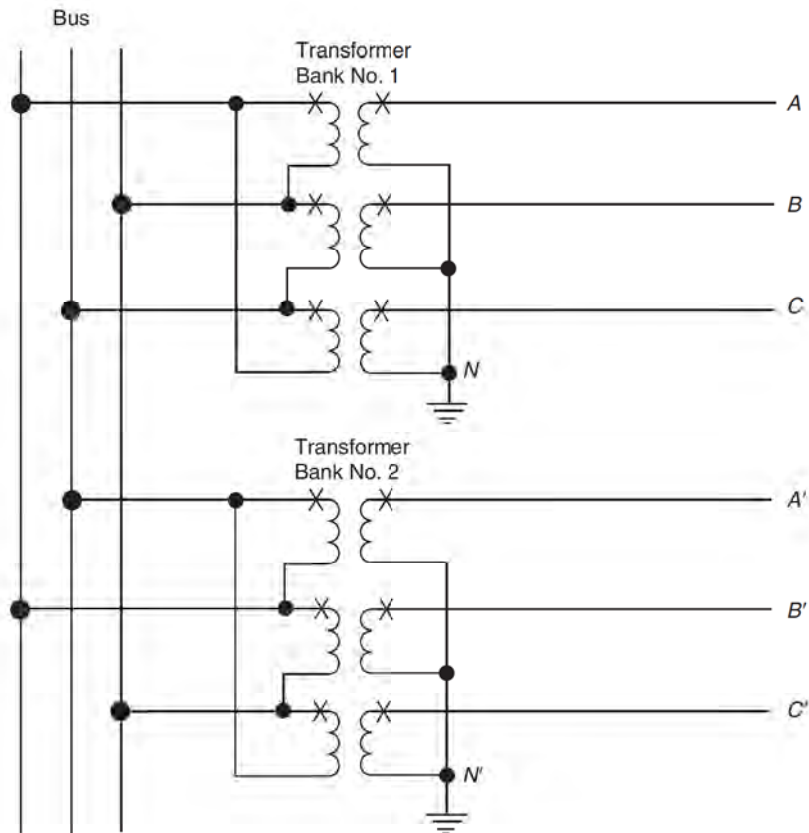 Bus
Transformer
Bank No. 1
A
B
C
N
Transformer
Bank No. 2
A'
B'
C'
N'